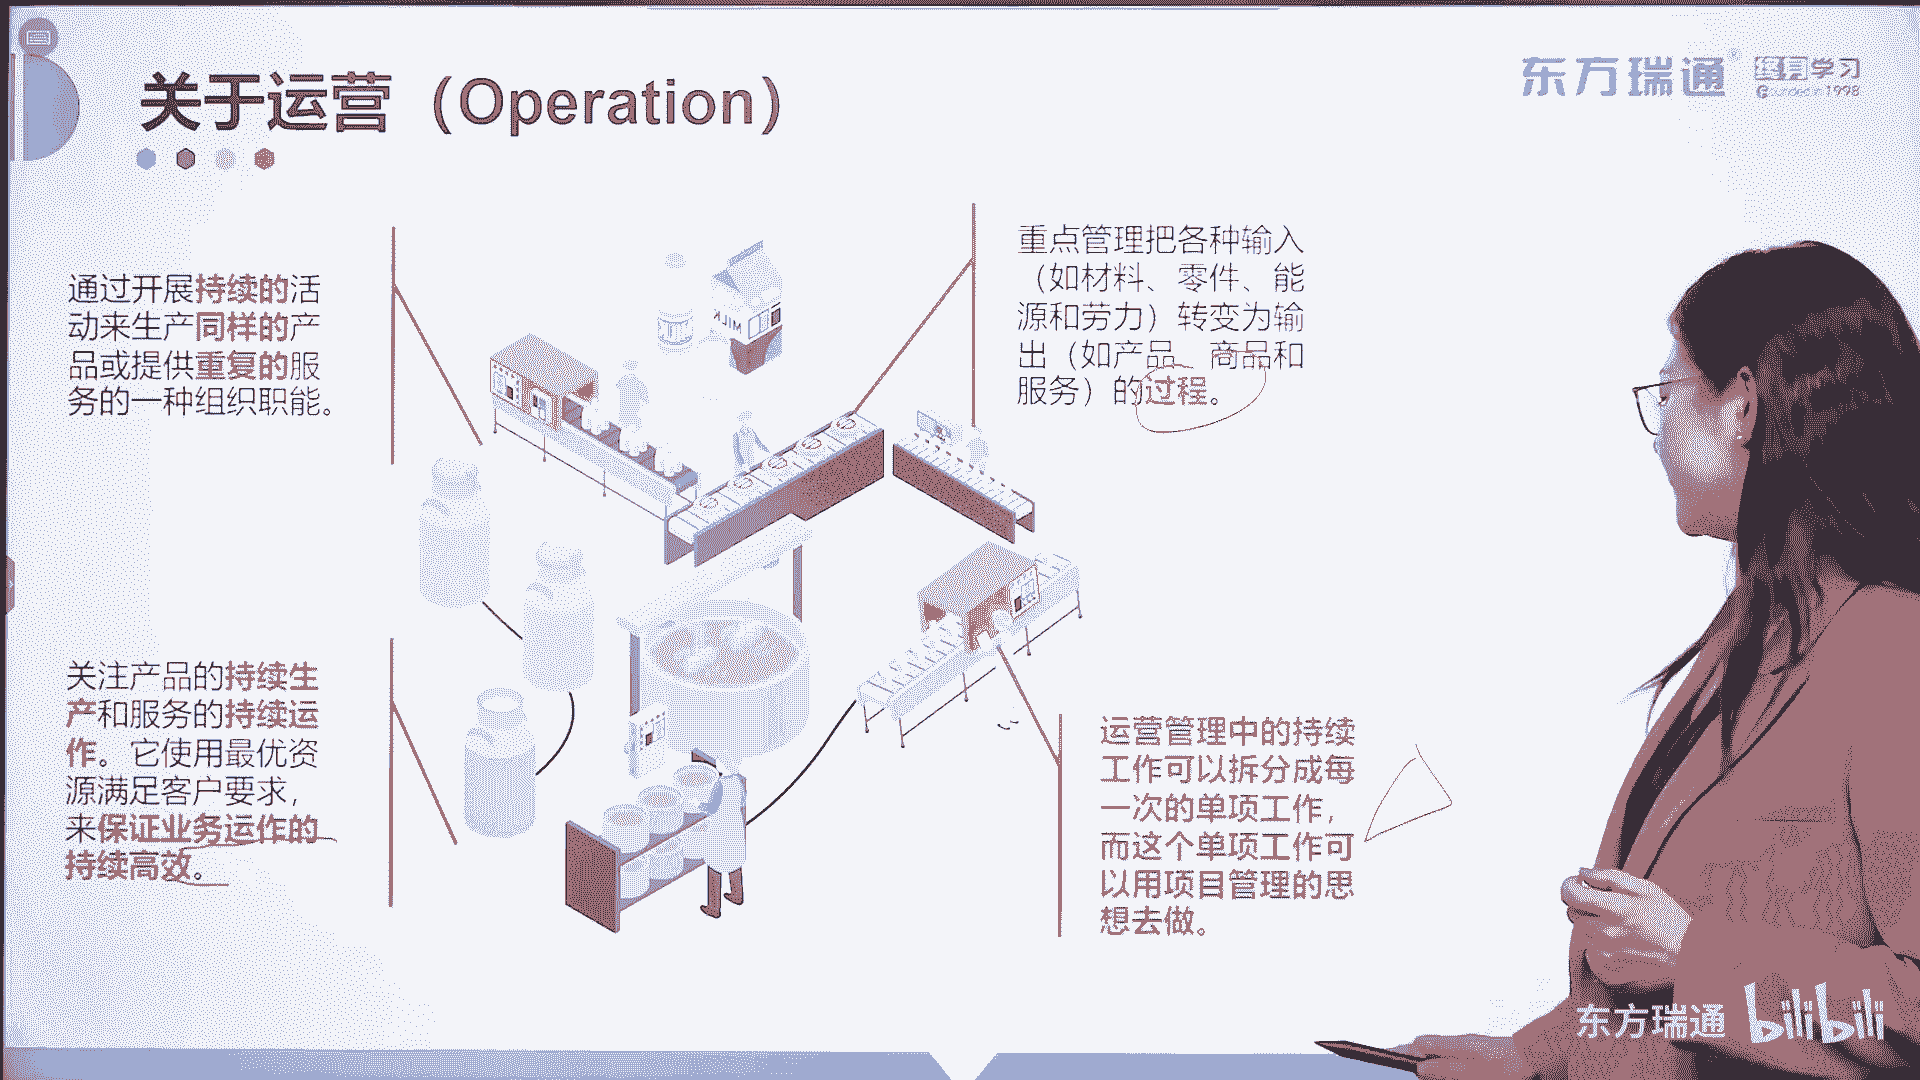 关于运营（Operation）
东方瑞通®
终身学习
Founded in 1998
通过开展持续的活
动来生产同样的产
品或提供重复的服
务的一种组织职能。
重点管理把各种输入
（如材料、零件、能
源和劳力）转变为输
出（如产品、商品和
服务）的过程。
MILK
关注产品的持续生
产和服务的持续运
作。它使用最优资
源满足客户要求，
来保证业务运作的
持续高效。
运营管理中的持续
工作可以拆分成每
一次的单项工作，
而这个单项工作可
以用项目管理的思
想去做。
东方瑞通
bilibili